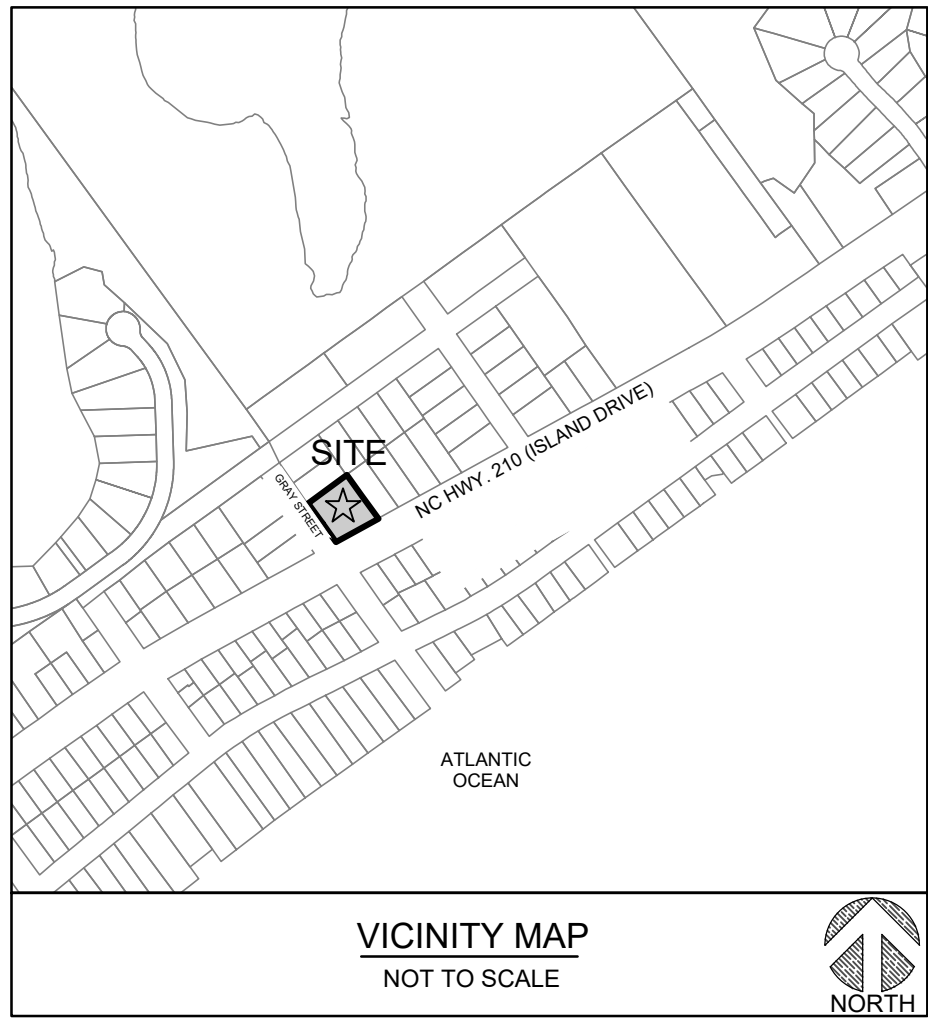 SITE
GRAY STREET
NC HWY. 210 (ISLAND DRIVE)
ATLANTIC
OCEAN
VICINITY MAP
NOT TO SCALE
NORTH